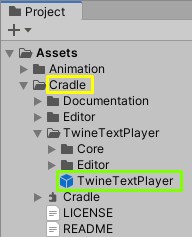 Project
Assets
Animation
Cradle
Documentation
Editor
TwineTextPlayer
Core
Editor
TwineTextPlayer
Cradle
LICENSE
README